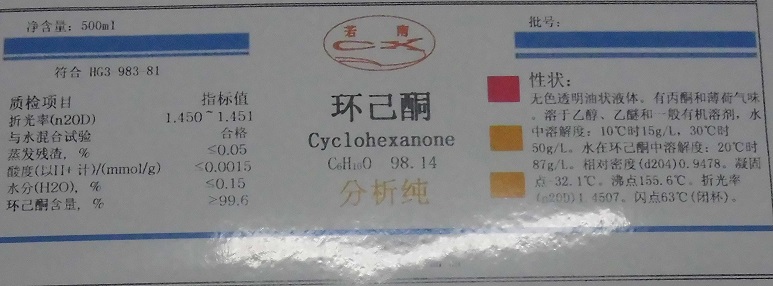 净含量：500ml
符合 HG3-983-81
质检项目 指标值
折光率(n20D) 1.450~1.451
与水混合试验 合格
蒸发残渣，% ≤0.05
酸度(以H+计)/(mmol/g) ≤0.0015
水分(H2O)，% ≤0.15
环己酮含量，% ≥99.6
CX
环己酮
Cyclohexanone
C6H10O 98.14
分析纯
批号：
性状：
无色透明油状液体。有丙酮和薄荷气味
。溶于乙醇、乙醚和一般有机溶剂，水
中溶解度：10℃时15g/L，30℃时
50g/L。水在环己酮中溶解度：20℃时
87g/L。相对密度(d204)0.9478。凝固
点-32.1℃。沸点155.6℃。折光率
(n20D)1.4507。闪点63℃(闭杯)。